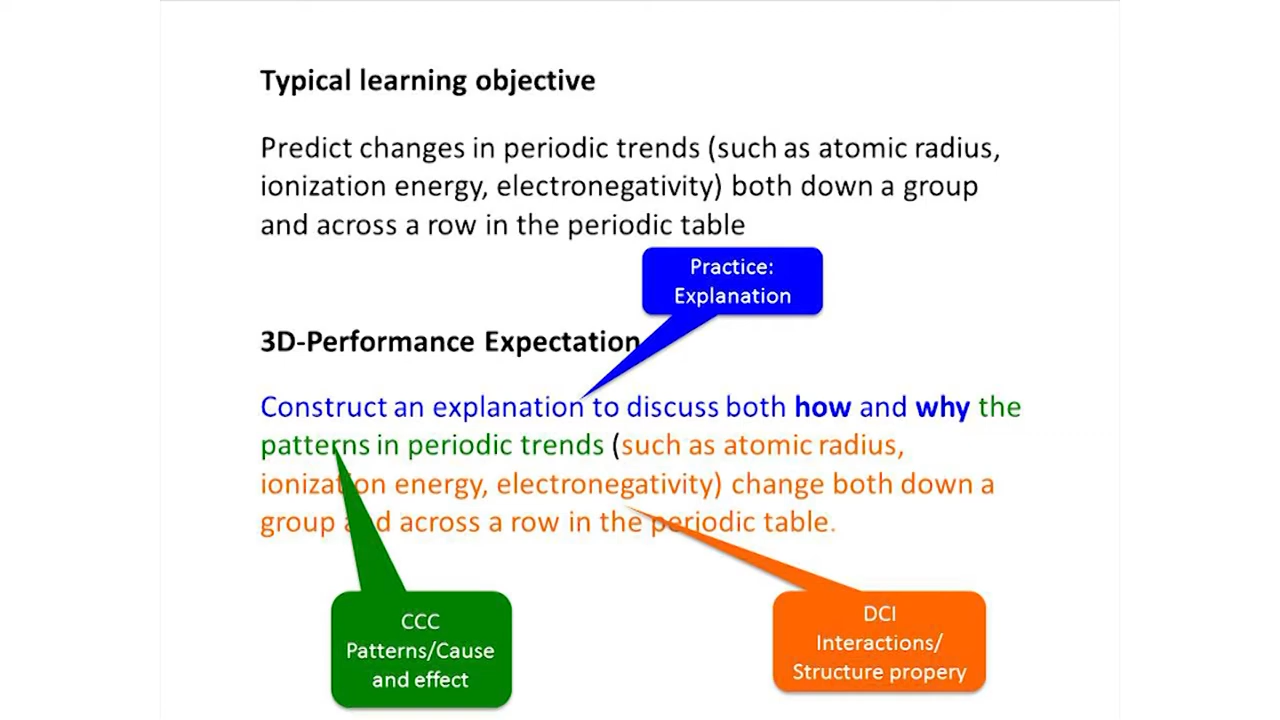 Typical learning objective
Predict changes in periodic trends (such as atomic radius,
ionization energy, electronegativity) both down a group
and across a row in the periodic table
Practice:
Explanation
3D-Performance Expectation
Construct an explanation to discuss both how and why the
patterns in periodic trends (such as atomic radius,
ionization energy, electronegativity) change both down a
group and across a row in the periodic table.
CCC
Patterns/Cause
and effect
DCI
Interactions/
Structure propery